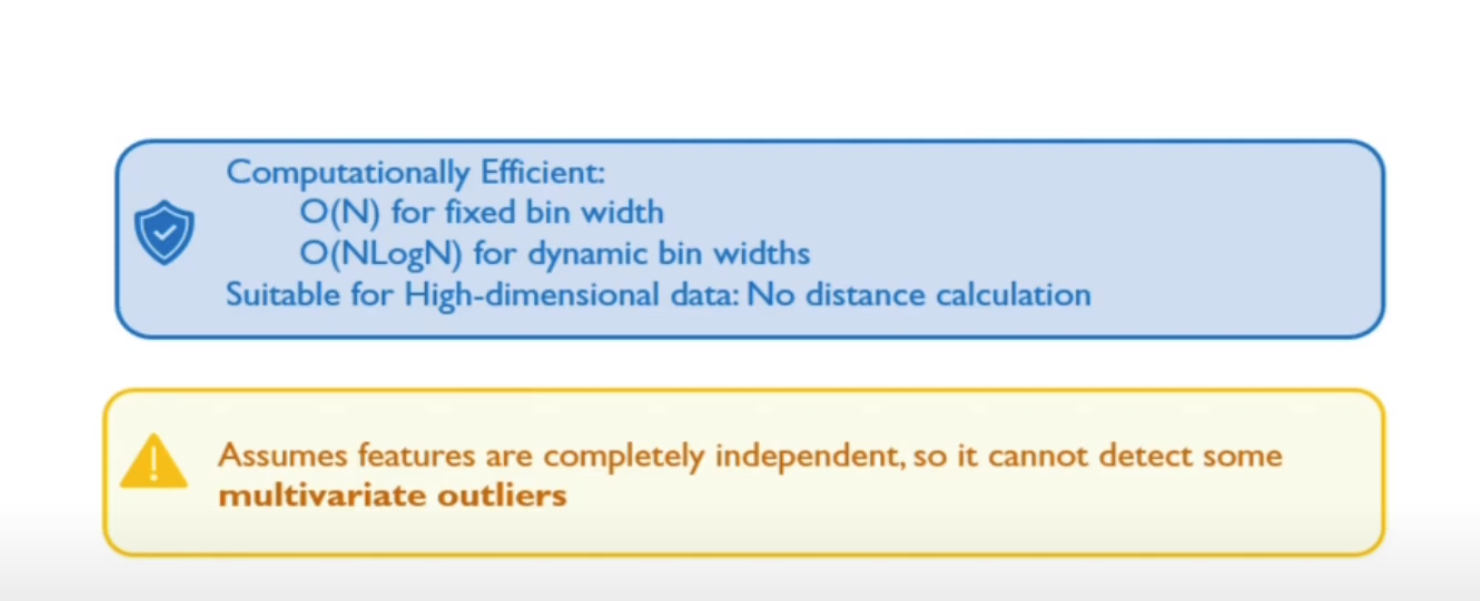 Computationally Efficient:
O(N) for fixed bin width
O(NLogN) for dynamic bin widths
Suitable for High-dimensional data: No distance calculation
Assumes features are completely independent, so it cannot detect some
multivariate outliers